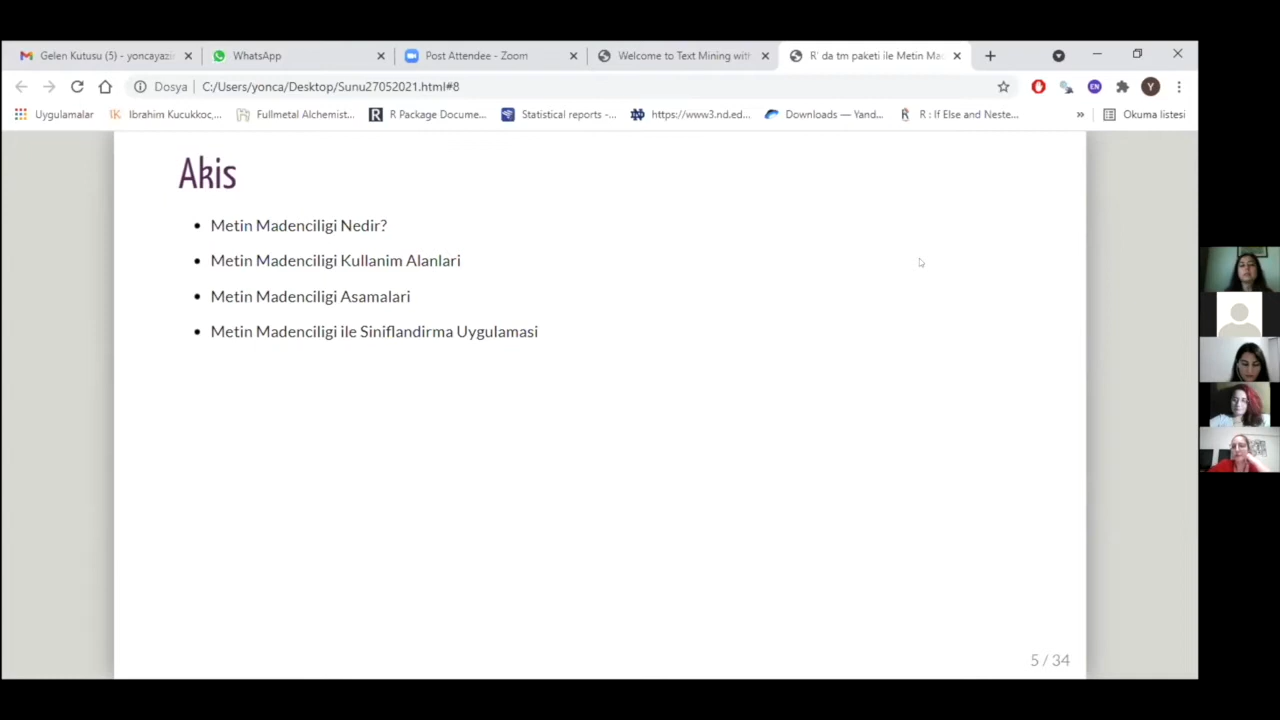 Gelen Kutusu (5) - yoncayazi
WhatsApp
Post Attendee - Zoom
Welcome to Text Mining with
R' da tm paketi ile Metin Ma
Dosya
C:/Users/yonca/Desktop/Sunu27052021.html#8
EN
Y
Uygulamalar
Ibrahim Kucukkoc,...
Fullmetal Alchemist...
R Package Docume...
Statistical reports -...
https://www3.nd.ed...
Downloads — Yand...
R : If Else and Neste...
»
Okuma listesi
Akis
• Metin Madenciligi Nedir?
• Metin Madenciligi Kullanim Alanlari
• Metin Madenciligi Asamalari
• Metin Madenciligi ile Siniflandirma Uygulamasi
5 / 34